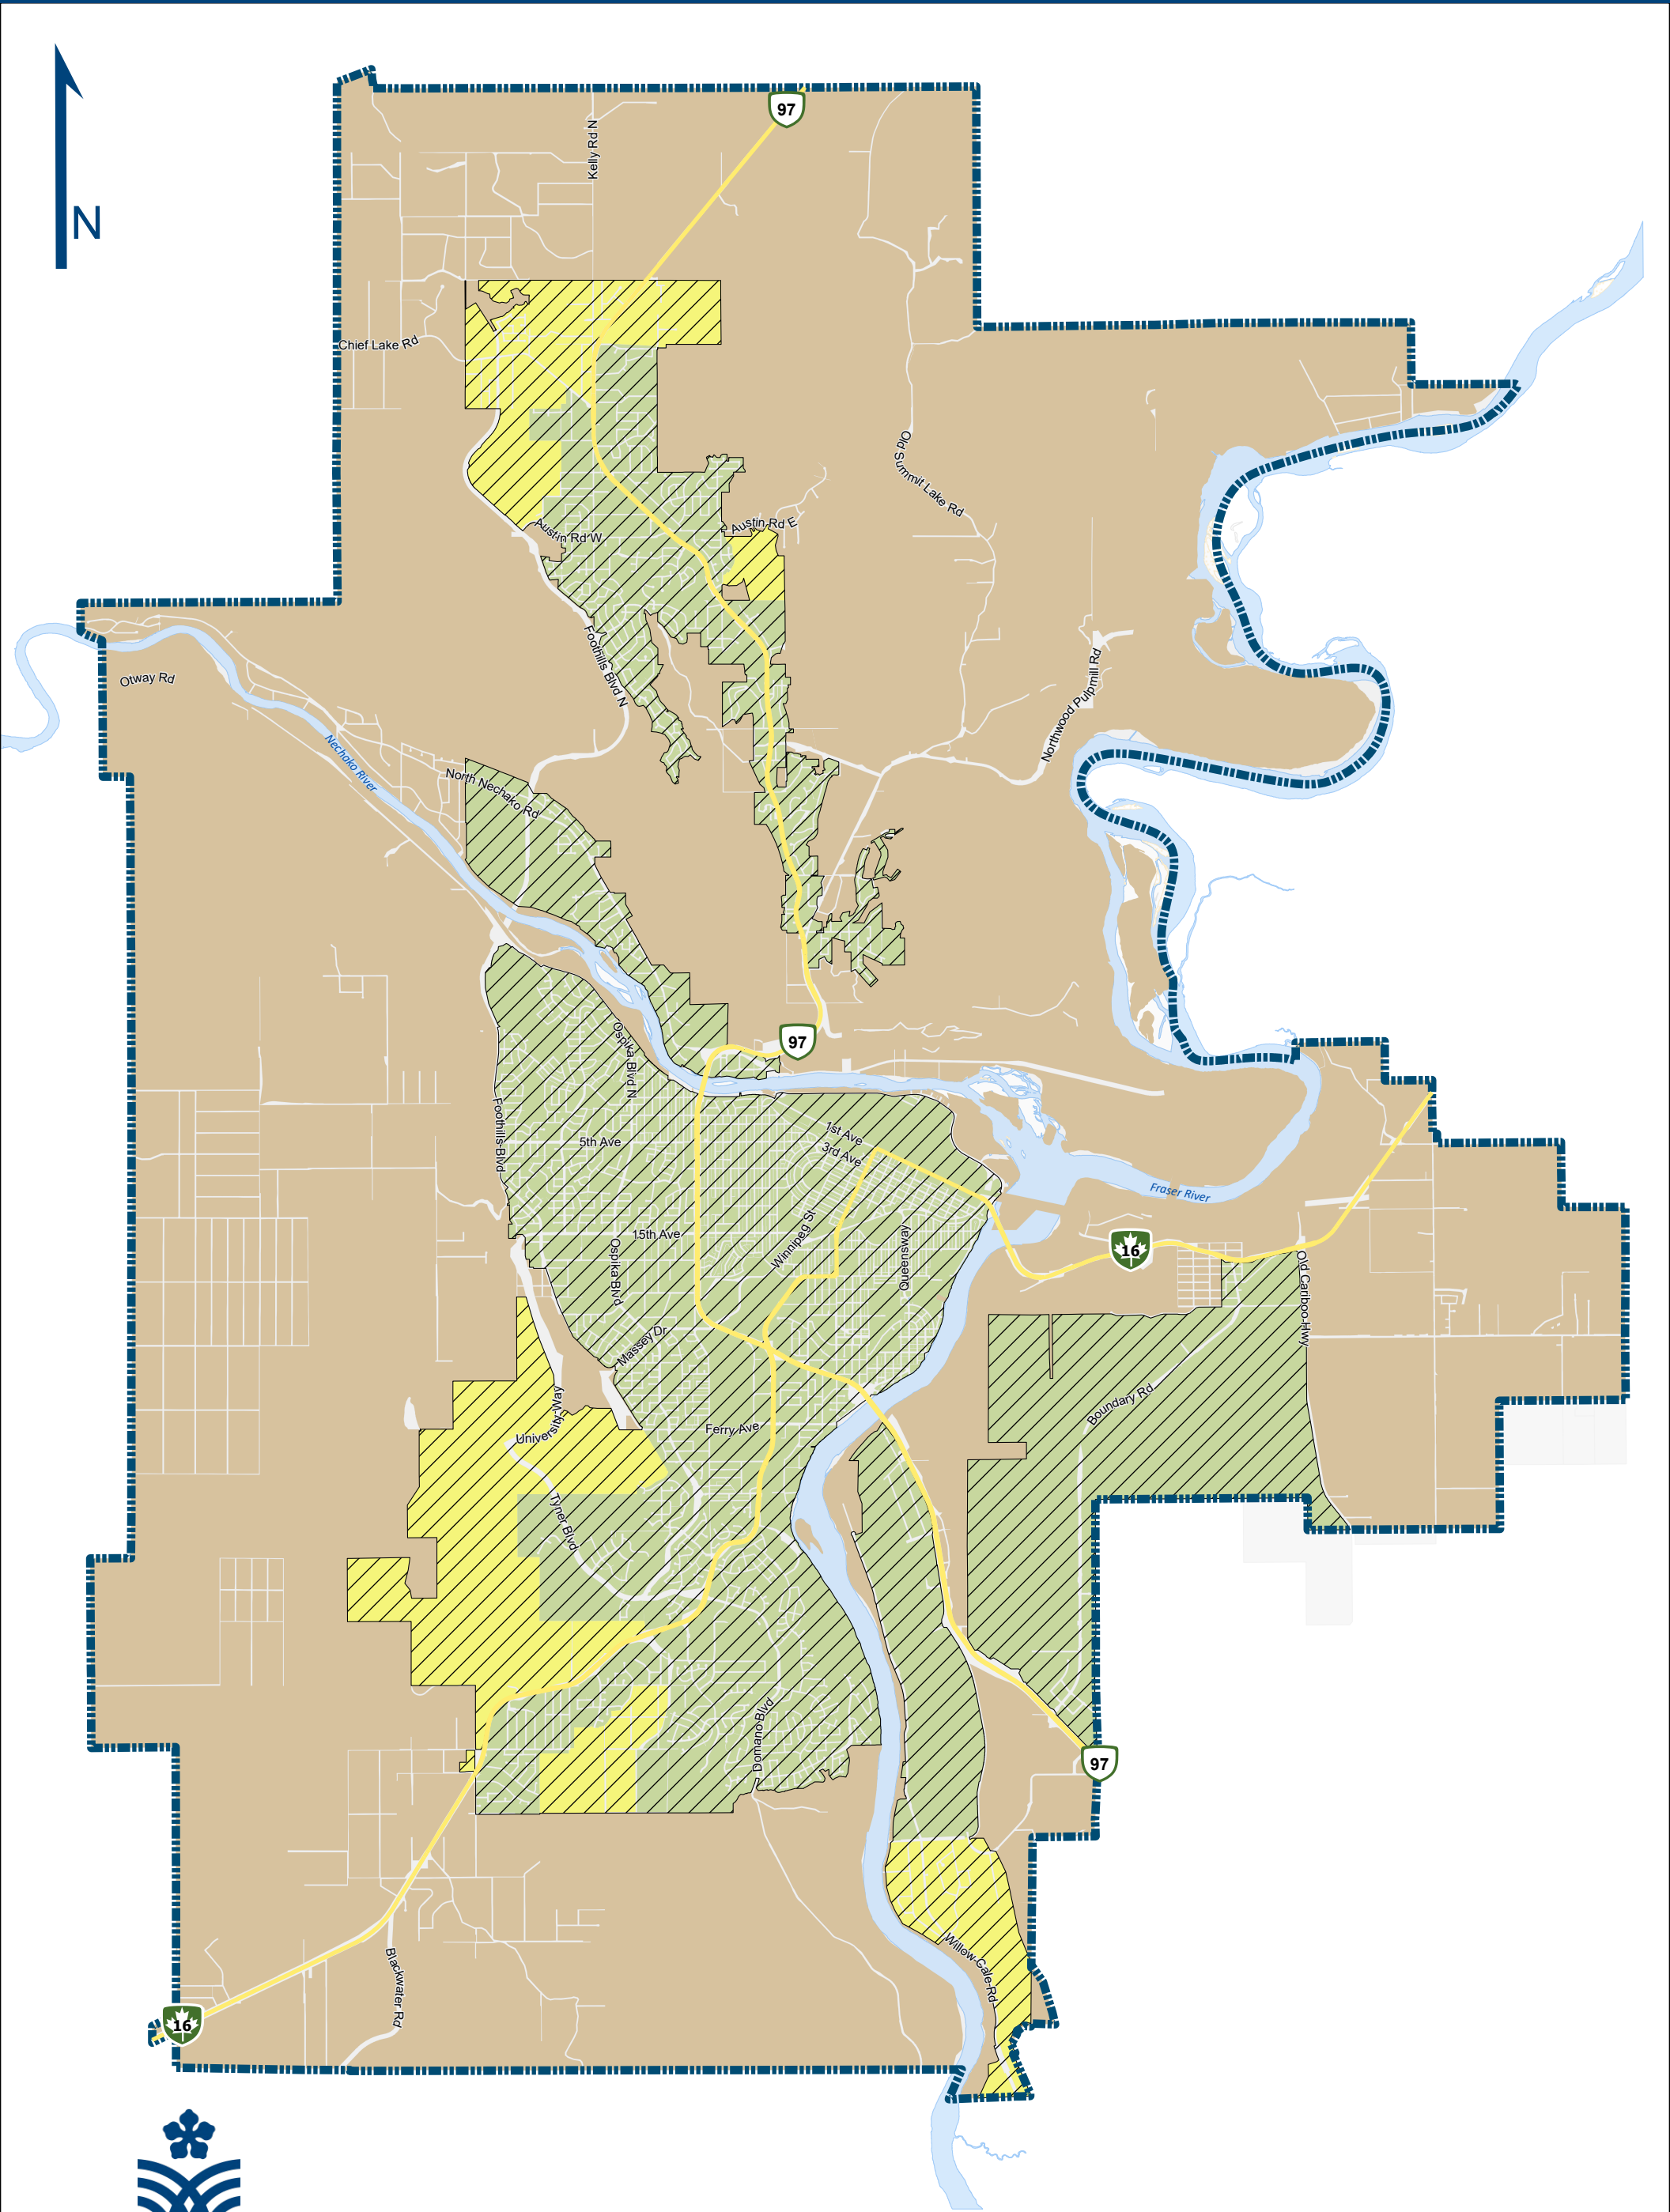 97
Kelly Rd N
N
Chief Lake Rd
Old Summit Lake Rd
Austin Rd W
Austin Rd E
Foothills Blvd N
Northwood Pulpmill Rd
Otway Rd
Nechako River
North Nechako Rd
97
Ospika Blvd N
Foothills Blvd
5th Ave
1st Ave
3rd Ave
Fraser River
15th Ave
Winnipeg St
Queensway
16
Ospika Blvd
Old Cariboo Hwy
Massey Dr
University Way
Boundary Rd
Ferry Ave
Tyner Blvd
Domano Blvd
97
Willow Cale Rd
Blackwater Rd
16